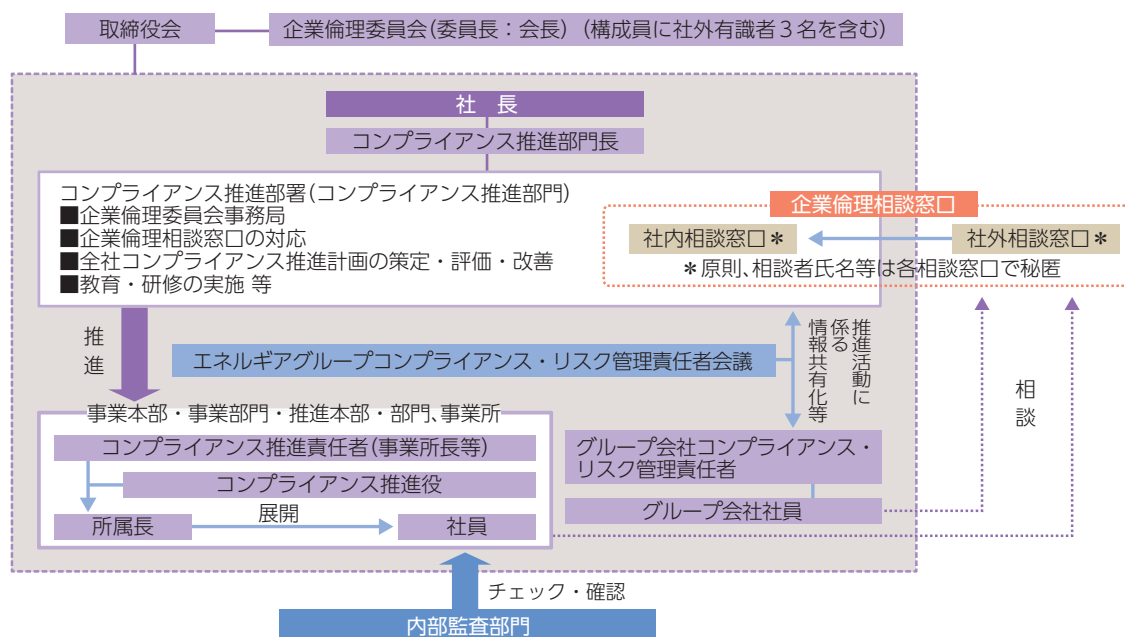 取締役会
企業倫理委員会(委員長：会長) (構成員に社外有識者3名を含む)
社　長
コンプライアンス推進部門長
コンプライアンス推進部署(コンプライアンス推進部門)
■企業倫理委員会事務局
■企業倫理相談窓口の対応
■全社コンプライアンス推進計画の策定・評価・改善
■教育・研修の実施 等
企業倫理相談窓口
社内相談窓口＊
社外相談窓口＊
＊原則、相談者氏名等は各相談窓口で秘匿
推進
エネルギアグループコンプライアンス・リスク管理責任者会議
推進活動に
係る
情報共有化等
相談
事業本部・事業部門・推進本部・部門、事業所
コンプライアンス推進責任者(事業所長等)
コンプライアンス推進役
所属長
展開
社員
グループ会社コンプライアンス・
リスク管理責任者
グループ会社社員
チェック・確認
内部監査部門